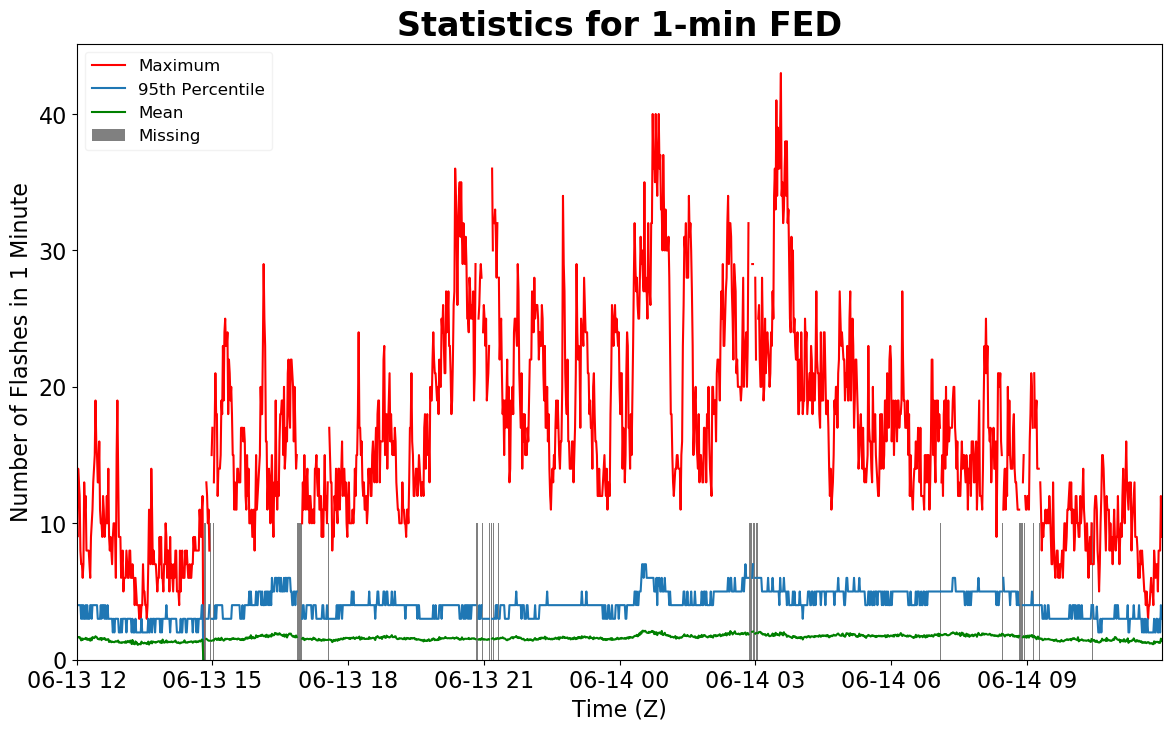 Statistics for 1-min FED
Maximum
95th Percentile
Mean
Missing
Number of Flashes in 1 Minute
40
30
20
10
0
06-13 12 06-13 15 06-13 18 06-13 21 06-14 00 06-14 03 06-14 06 06-14 09
Time (Z)